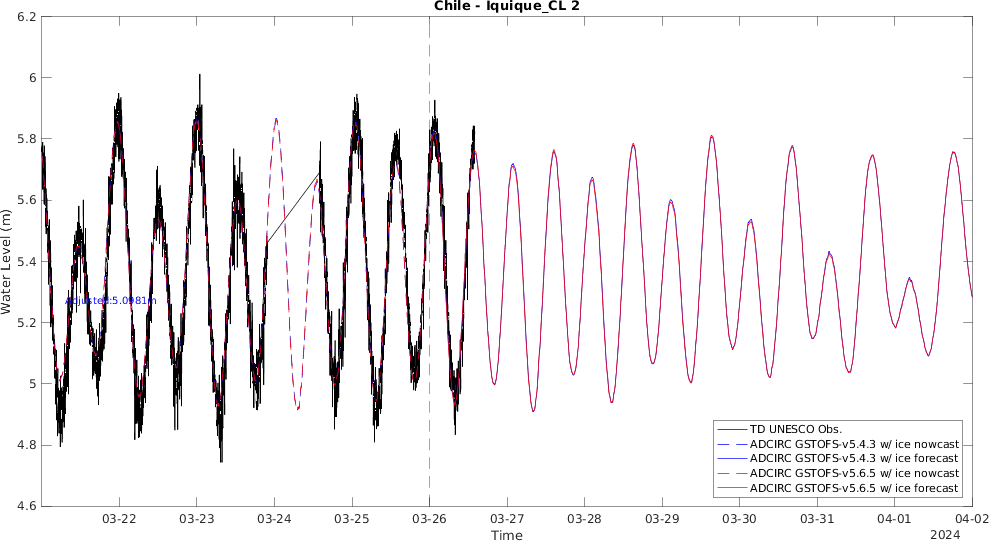 Chile - Iquique_CL 2
6.2
6
5.8
5.6
5.4
5.2
5
4.8
4.6
Water Level (m)
Adjusted:5.0981m
TD UNESCO Obs.
ADCIRC GSTOFS-v5.4.3 w/ ice nowcast
ADCIRC GSTOFS-v5.4.3 w/ ice forecast
ADCIRC GSTOFS-v5.6.5 w/ ice nowcast
ADCIRC GSTOFS-v5.6.5 w/ ice forecast
03-22 03-23 03-24 03-25 03-26 03-27 03-28 03-29 03-30 03-31 04-01 04-02
Time
2024